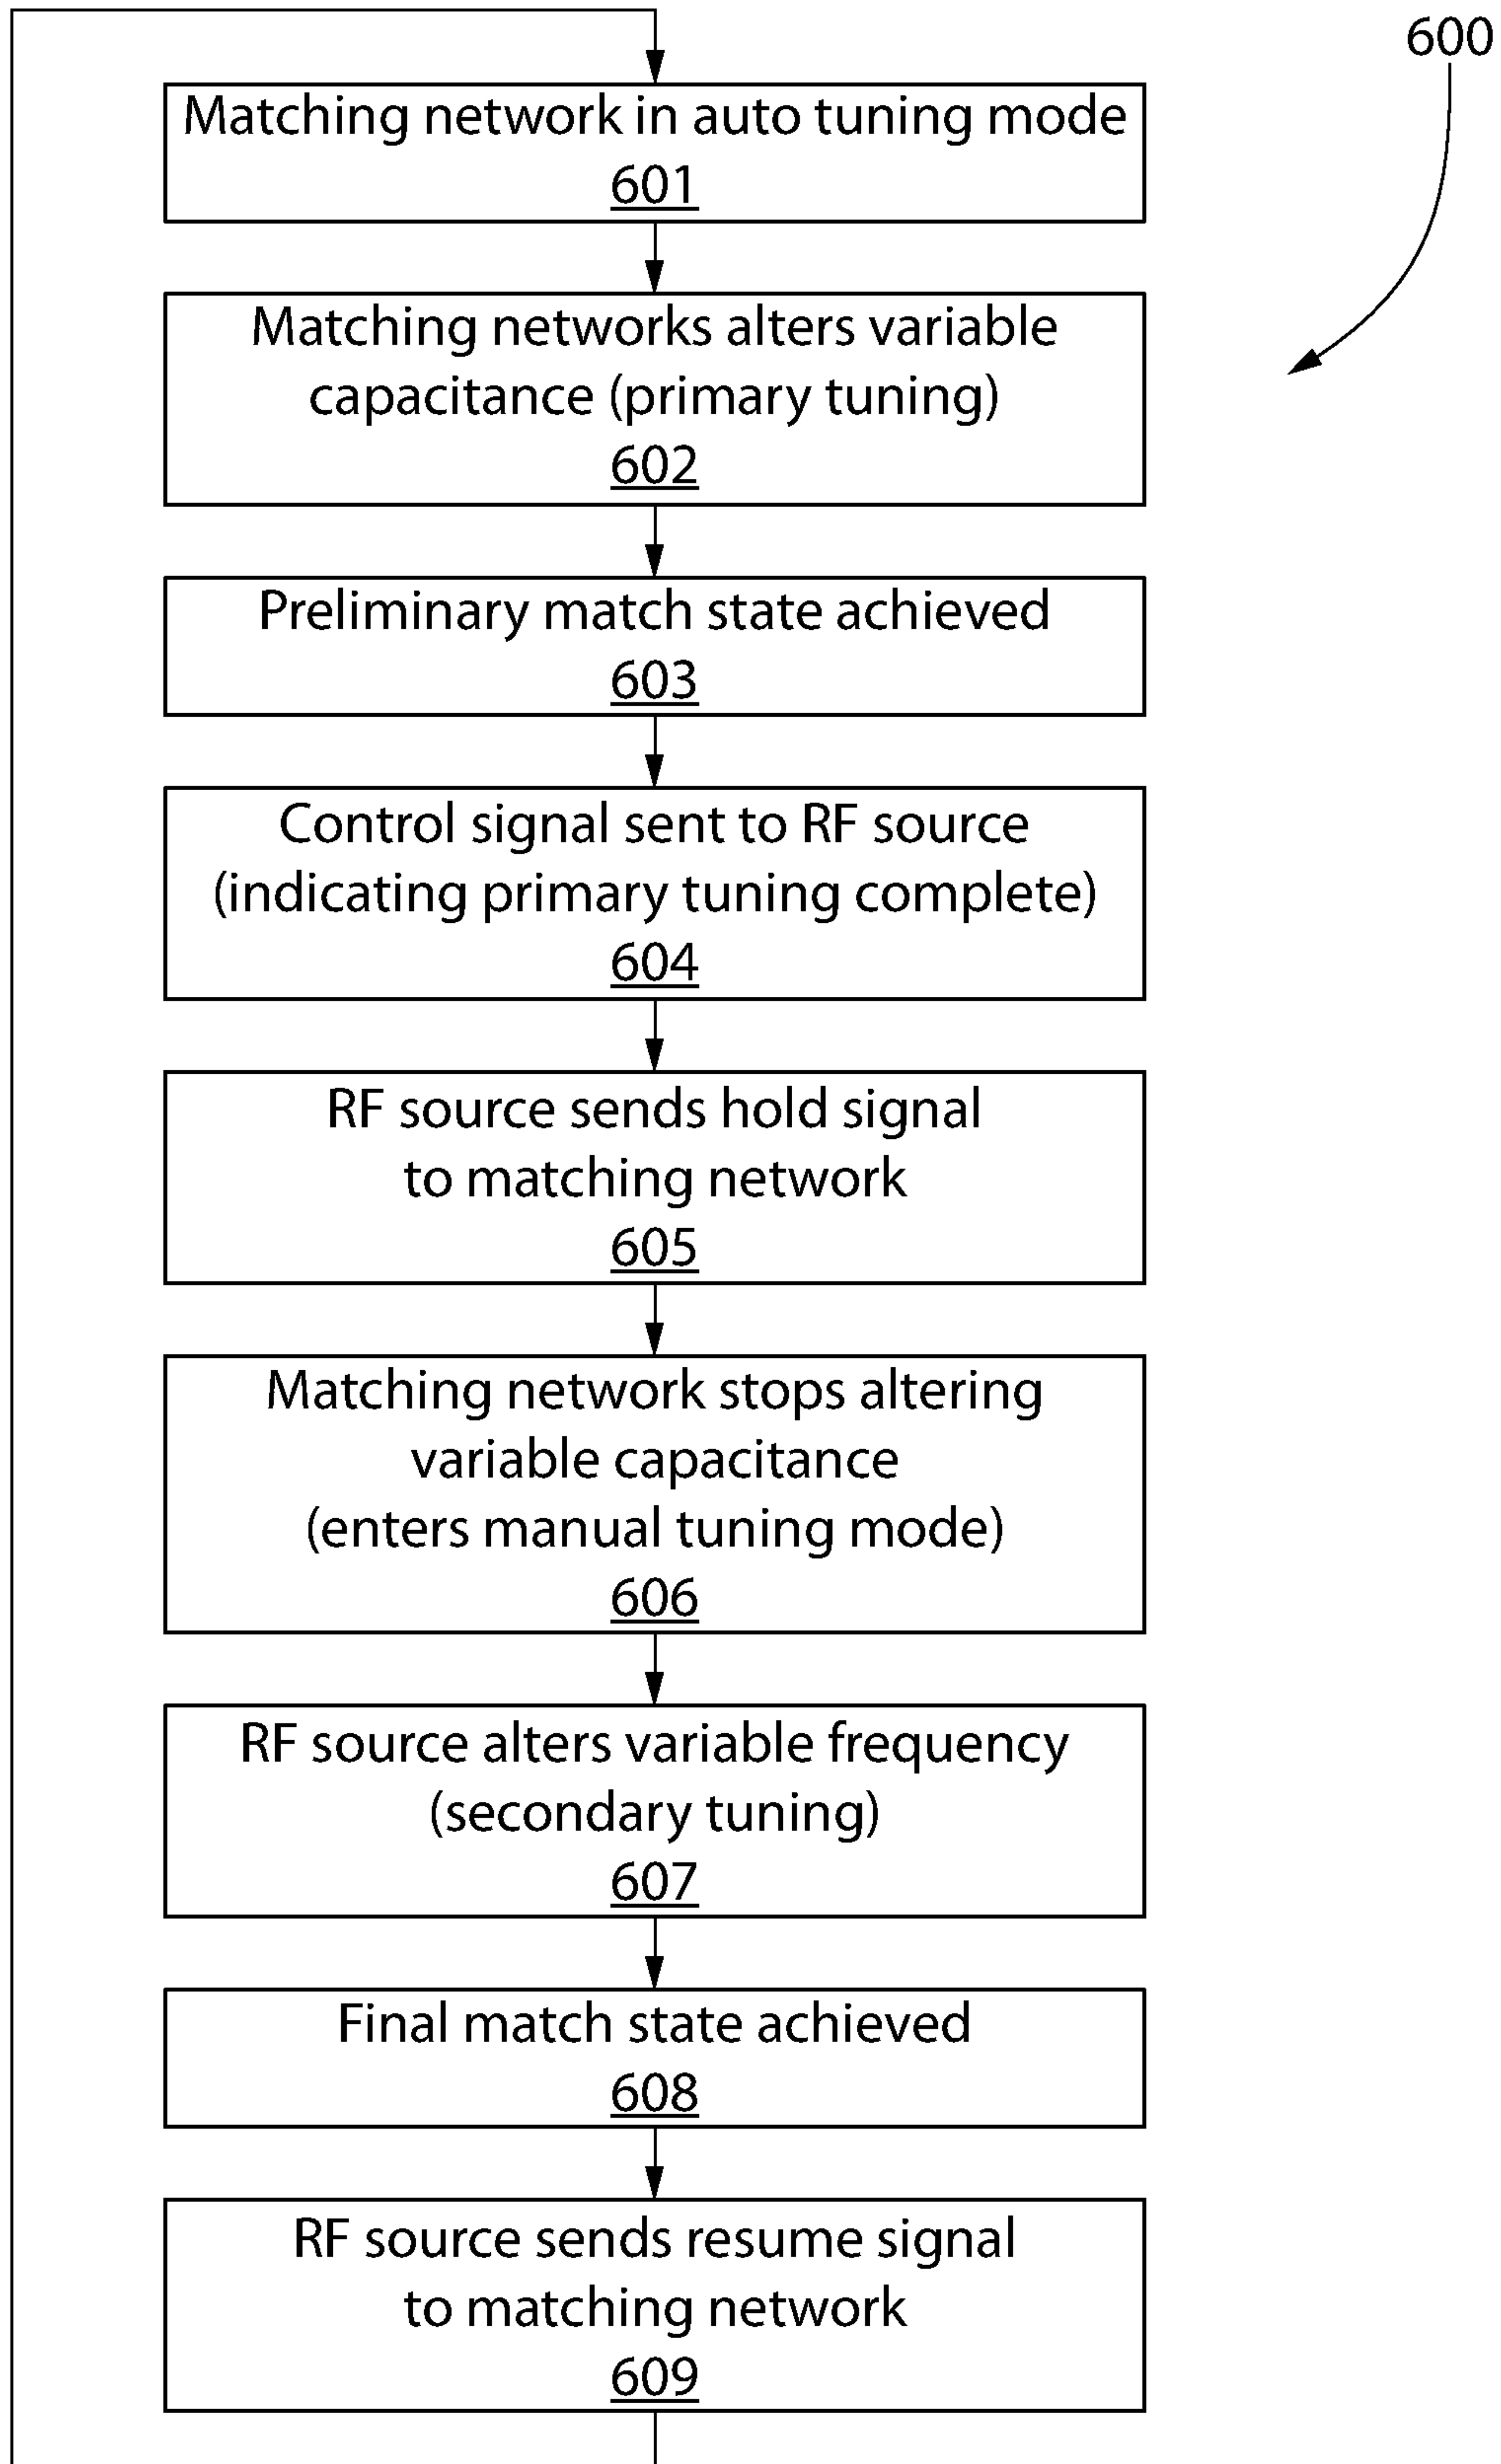 600
Matching network in auto tuning mode
601
Matching networks alters variable
capacitance (primary tuning)
602
Preliminary match state achieved
603
Control signal sent to RF source
(indicating primary tuning complete)
604
RF source sends hold signal
to matching network
605
Matching network stops altering
variable capacitance
(enters manual tuning mode)
606
RF source alters variable frequency
(secondary tuning)
607
Final match state achieved
608
RF source sends resume signal
to matching network
609